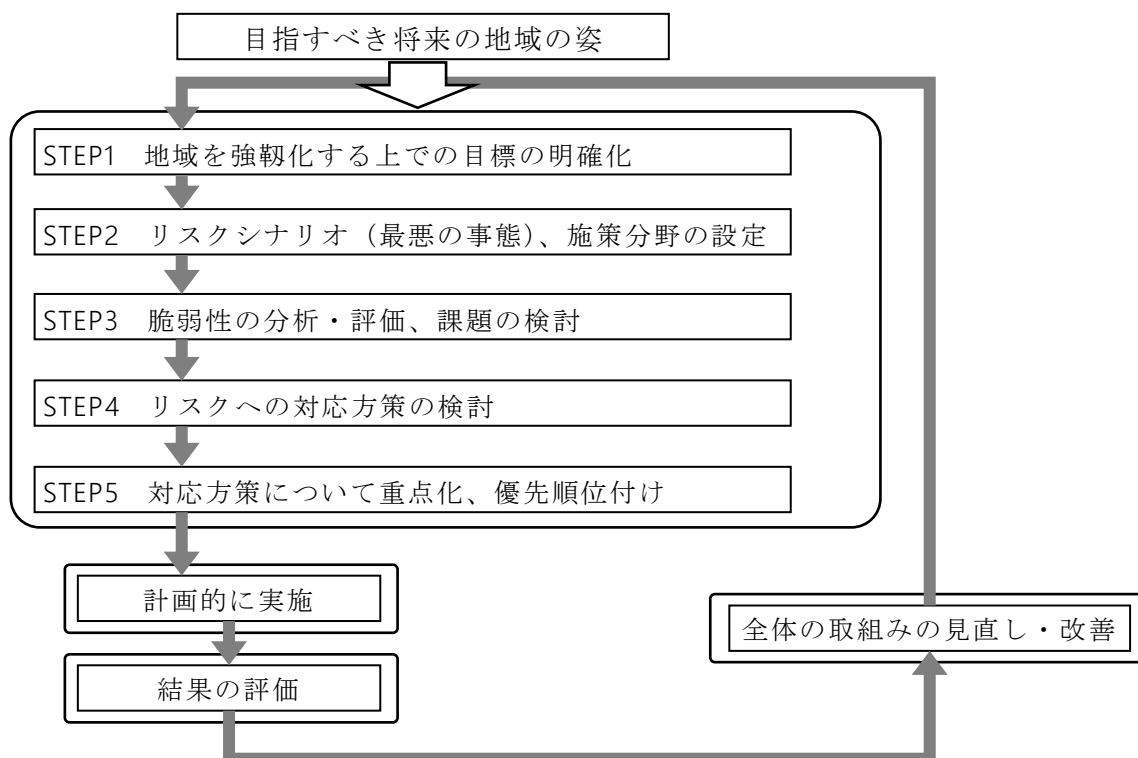 目指すべき将来の地域の姿
STEP1　地域を強靱化する上での目標の明確化
STEP2　リスクシナリオ（最悪の事態）、施策分野の設定
STEP3　脆弱性の分析・評価、課題の検討
STEP4　リスクへの対応方策の検討
STEP5　対応方策について重点化、優先順位付け
計画的に実施
全体の取組みの見直し・改善
結果の評価